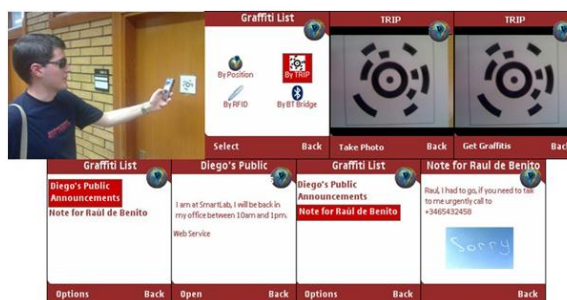 Graffiti List
By Position
By TRIP
By RFID
By BT Bridge
Select
Back
TRIP
Take Photo
Back
TRIP
Get Graffitis
Back
Graffiti List
Diego's Public
Announcements
Note for Raúl de Benito
Options
Back
Diego's Public
I am at SmartLab, I will be back
in my office between 10am and 1pm.
Web Service
Open
Back
Graffiti List
Diego's Public
Announcements
Note for Raúl de Benito
Options
Back
Note for Raul de Benito
Raul, I had to go, if you need to talk
to me urgently call to
+3465432458
Sorry
Back